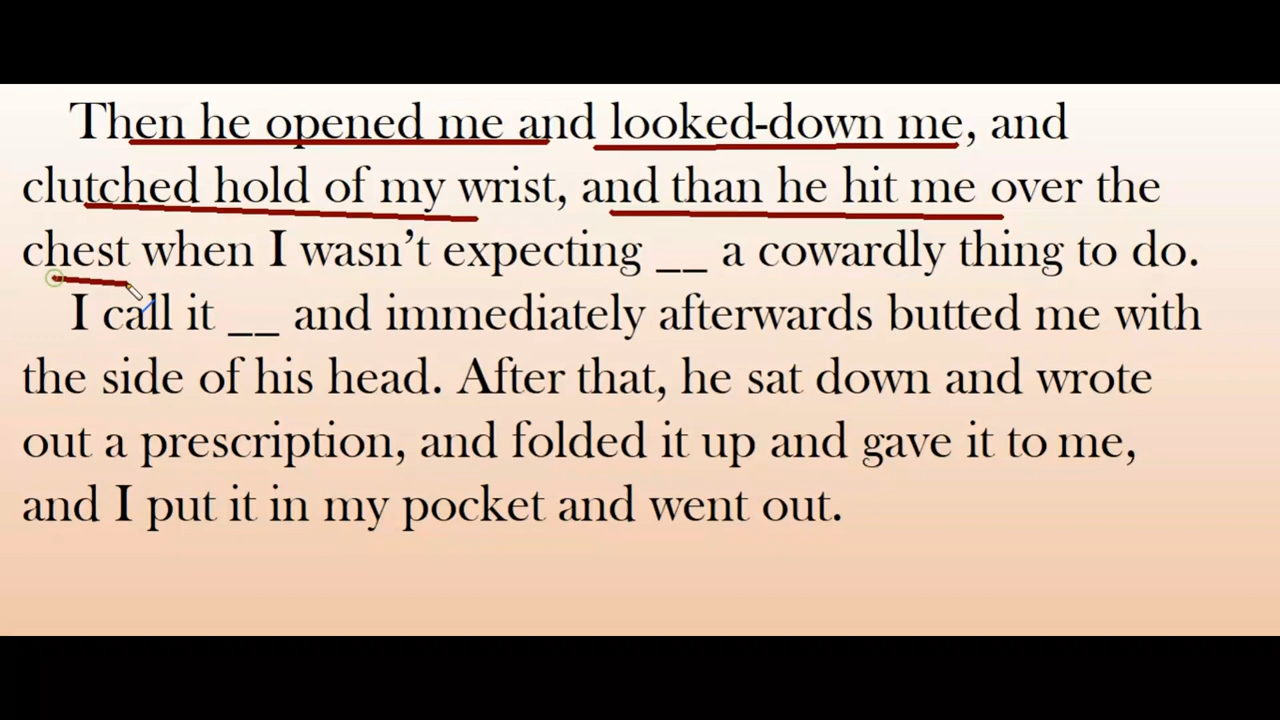 Then he opened me and looked-down me, and
clutched hold of my wrist, and than he hit me over the
chest when I wasn’t expecting __ a cowardly thing to do.
I call it __ and immediately afterwards butted me with
the side of his head. After that, he sat down and wrote
out a prescription, and folded it up and gave it to me,
and I put it in my pocket and went out.